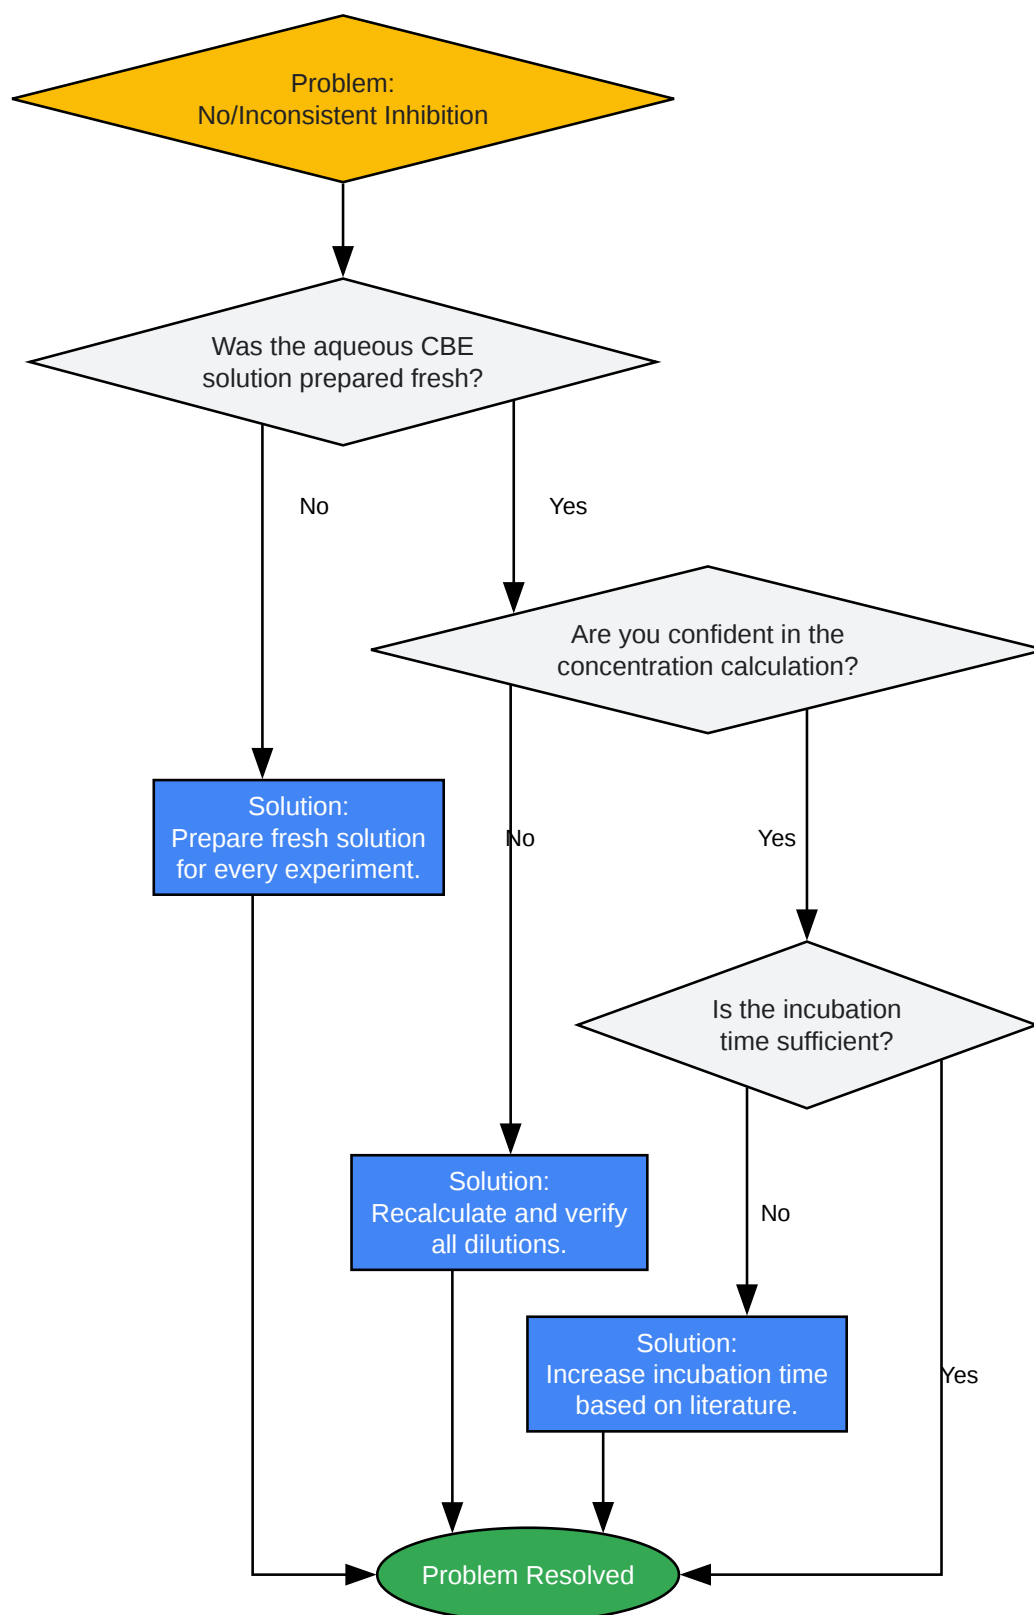 Problem:
No/Inconsistent Inhibition
Was the aqueous CBE
solution prepared fresh?
No
Yes
Are you confident in the
concentration calculation?
Solution:
Prepare fresh solution
for every experiment.
No
Yes
Is the incubation
time sufficient?
Solution:
Recalculate and verify
all dilutions.
No
Solution:
Increase incubation time
based on literature.
Yes
Problem Resolved